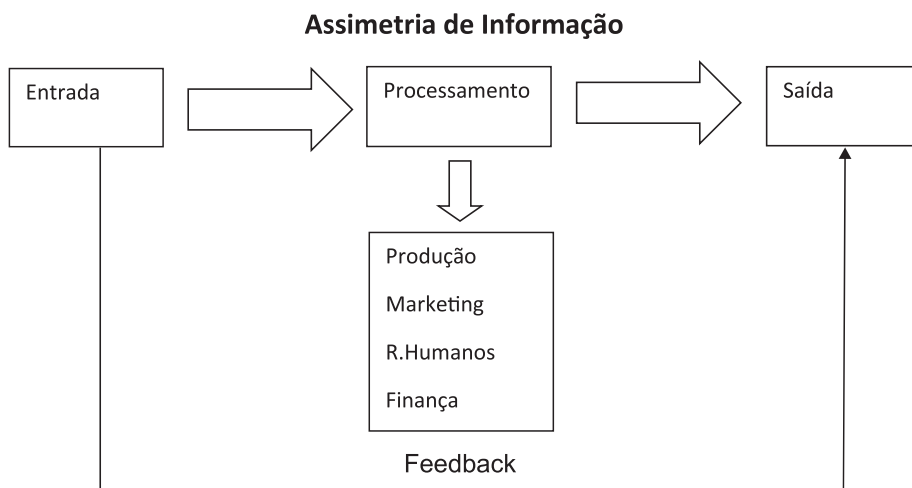 Assimetria de Informação
Entrada
Processamento
Saída
Produção
Marketing
R.Humanos
Finança
Feedback